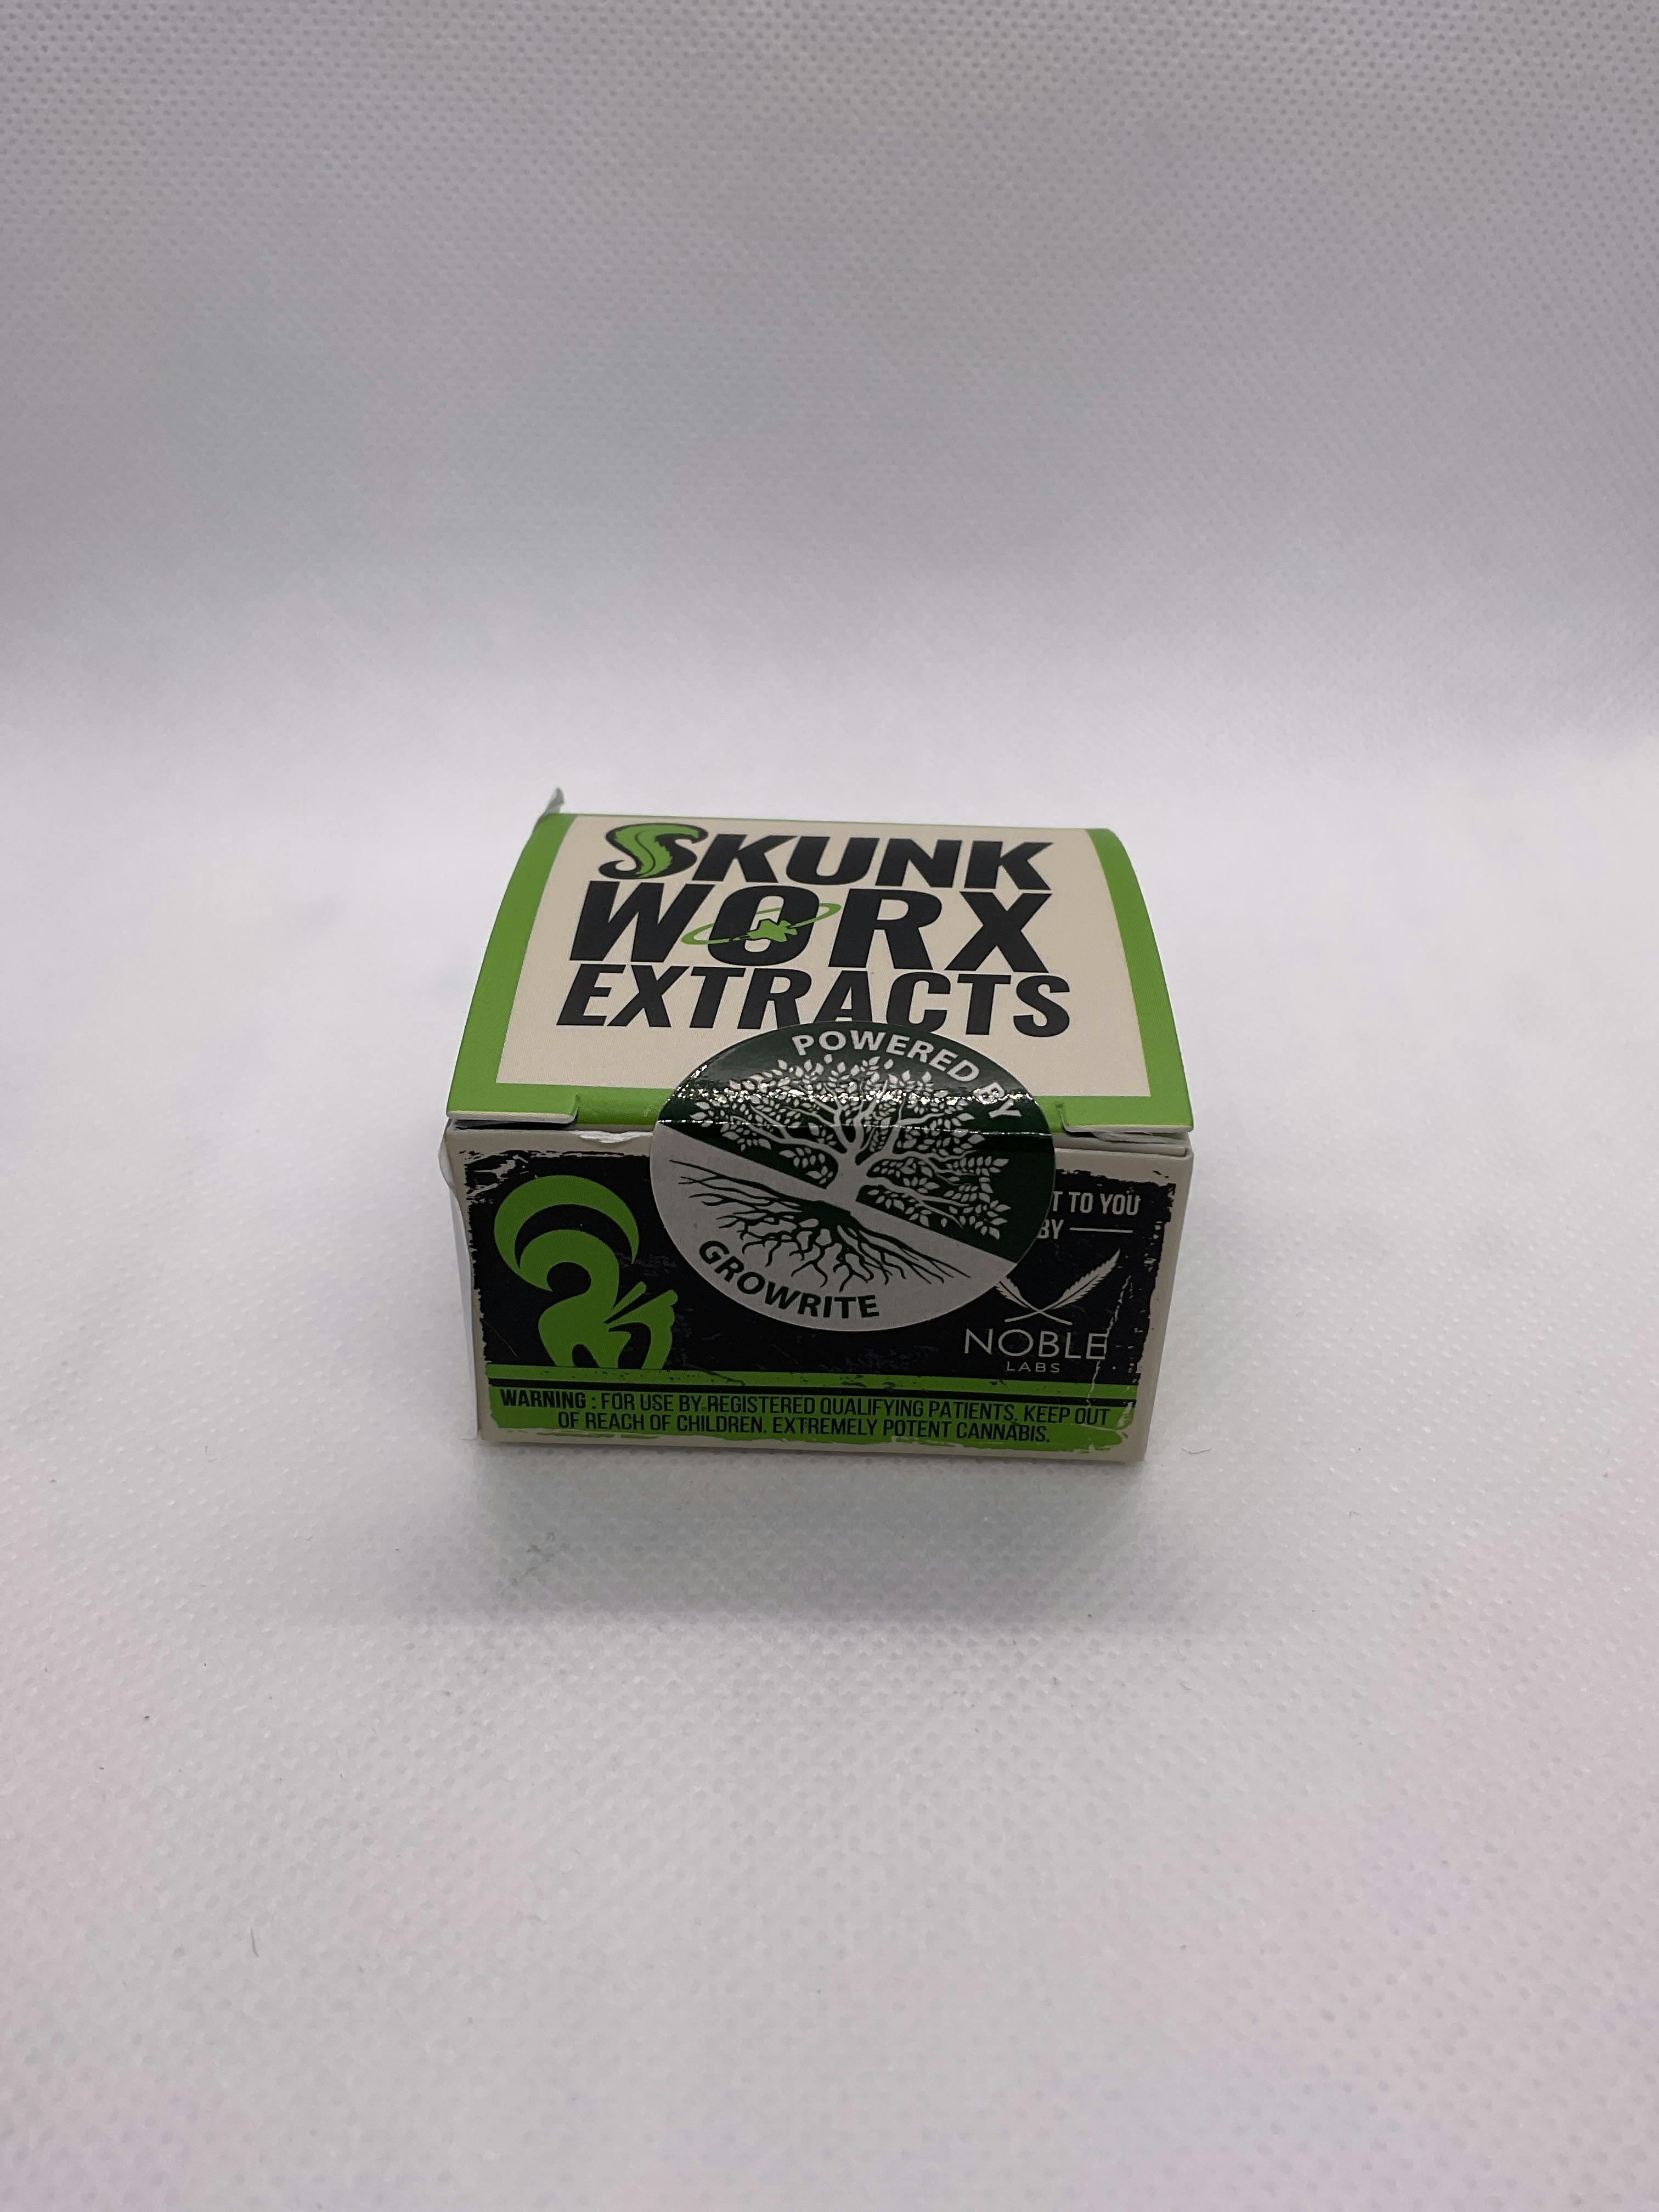 SKUNK
WORX
EXTRACTS
POWERED BY
GROWRITE
TO YOU
BY
NOBLE
LABS
WARNING : FOR USE BY REGISTERED QUALIFYING PATIENTS. KEEP OUT
OF REACH OF CHILDREN. EXTREMELY POTENT CANNABIS.